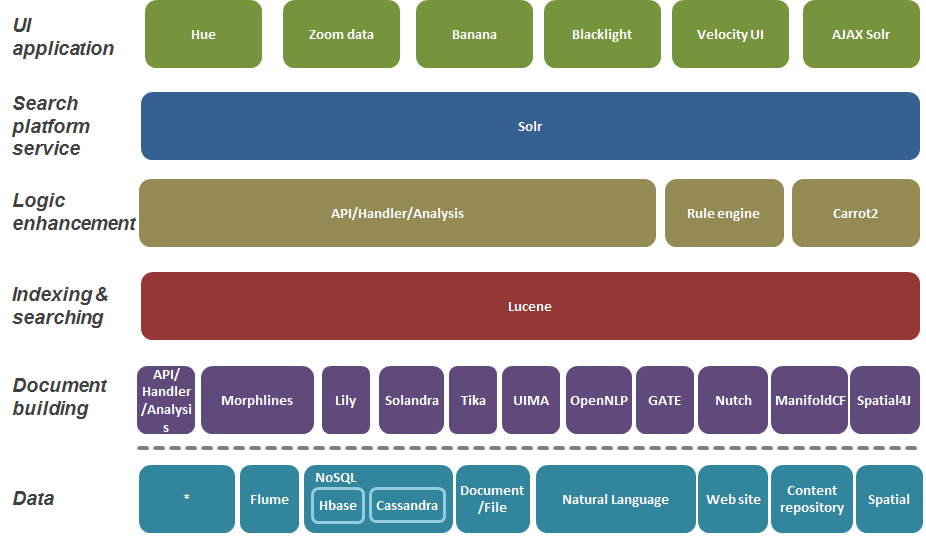 UI
application
Hue
Zoom data
Banana
Blacklight
Velocity UI
AJAX Solr
Search
platform
service
Solr
Logic
enhancement
API/Handler/Analysis
Rule engine
Carrot2
Indexing &
searching
Lucene
Document
building
API/
Handler
/Analysi
s
Morphlines
Lily
Solandra
Tika
UIMA
OpenNLP
GATE
Nutch
ManifoldCF
Spatial4J
Data
*
Flume
NoSQL
Hbase
Cassandra
Document
/File
Natural Language
Web site
Content
repository
Spatial